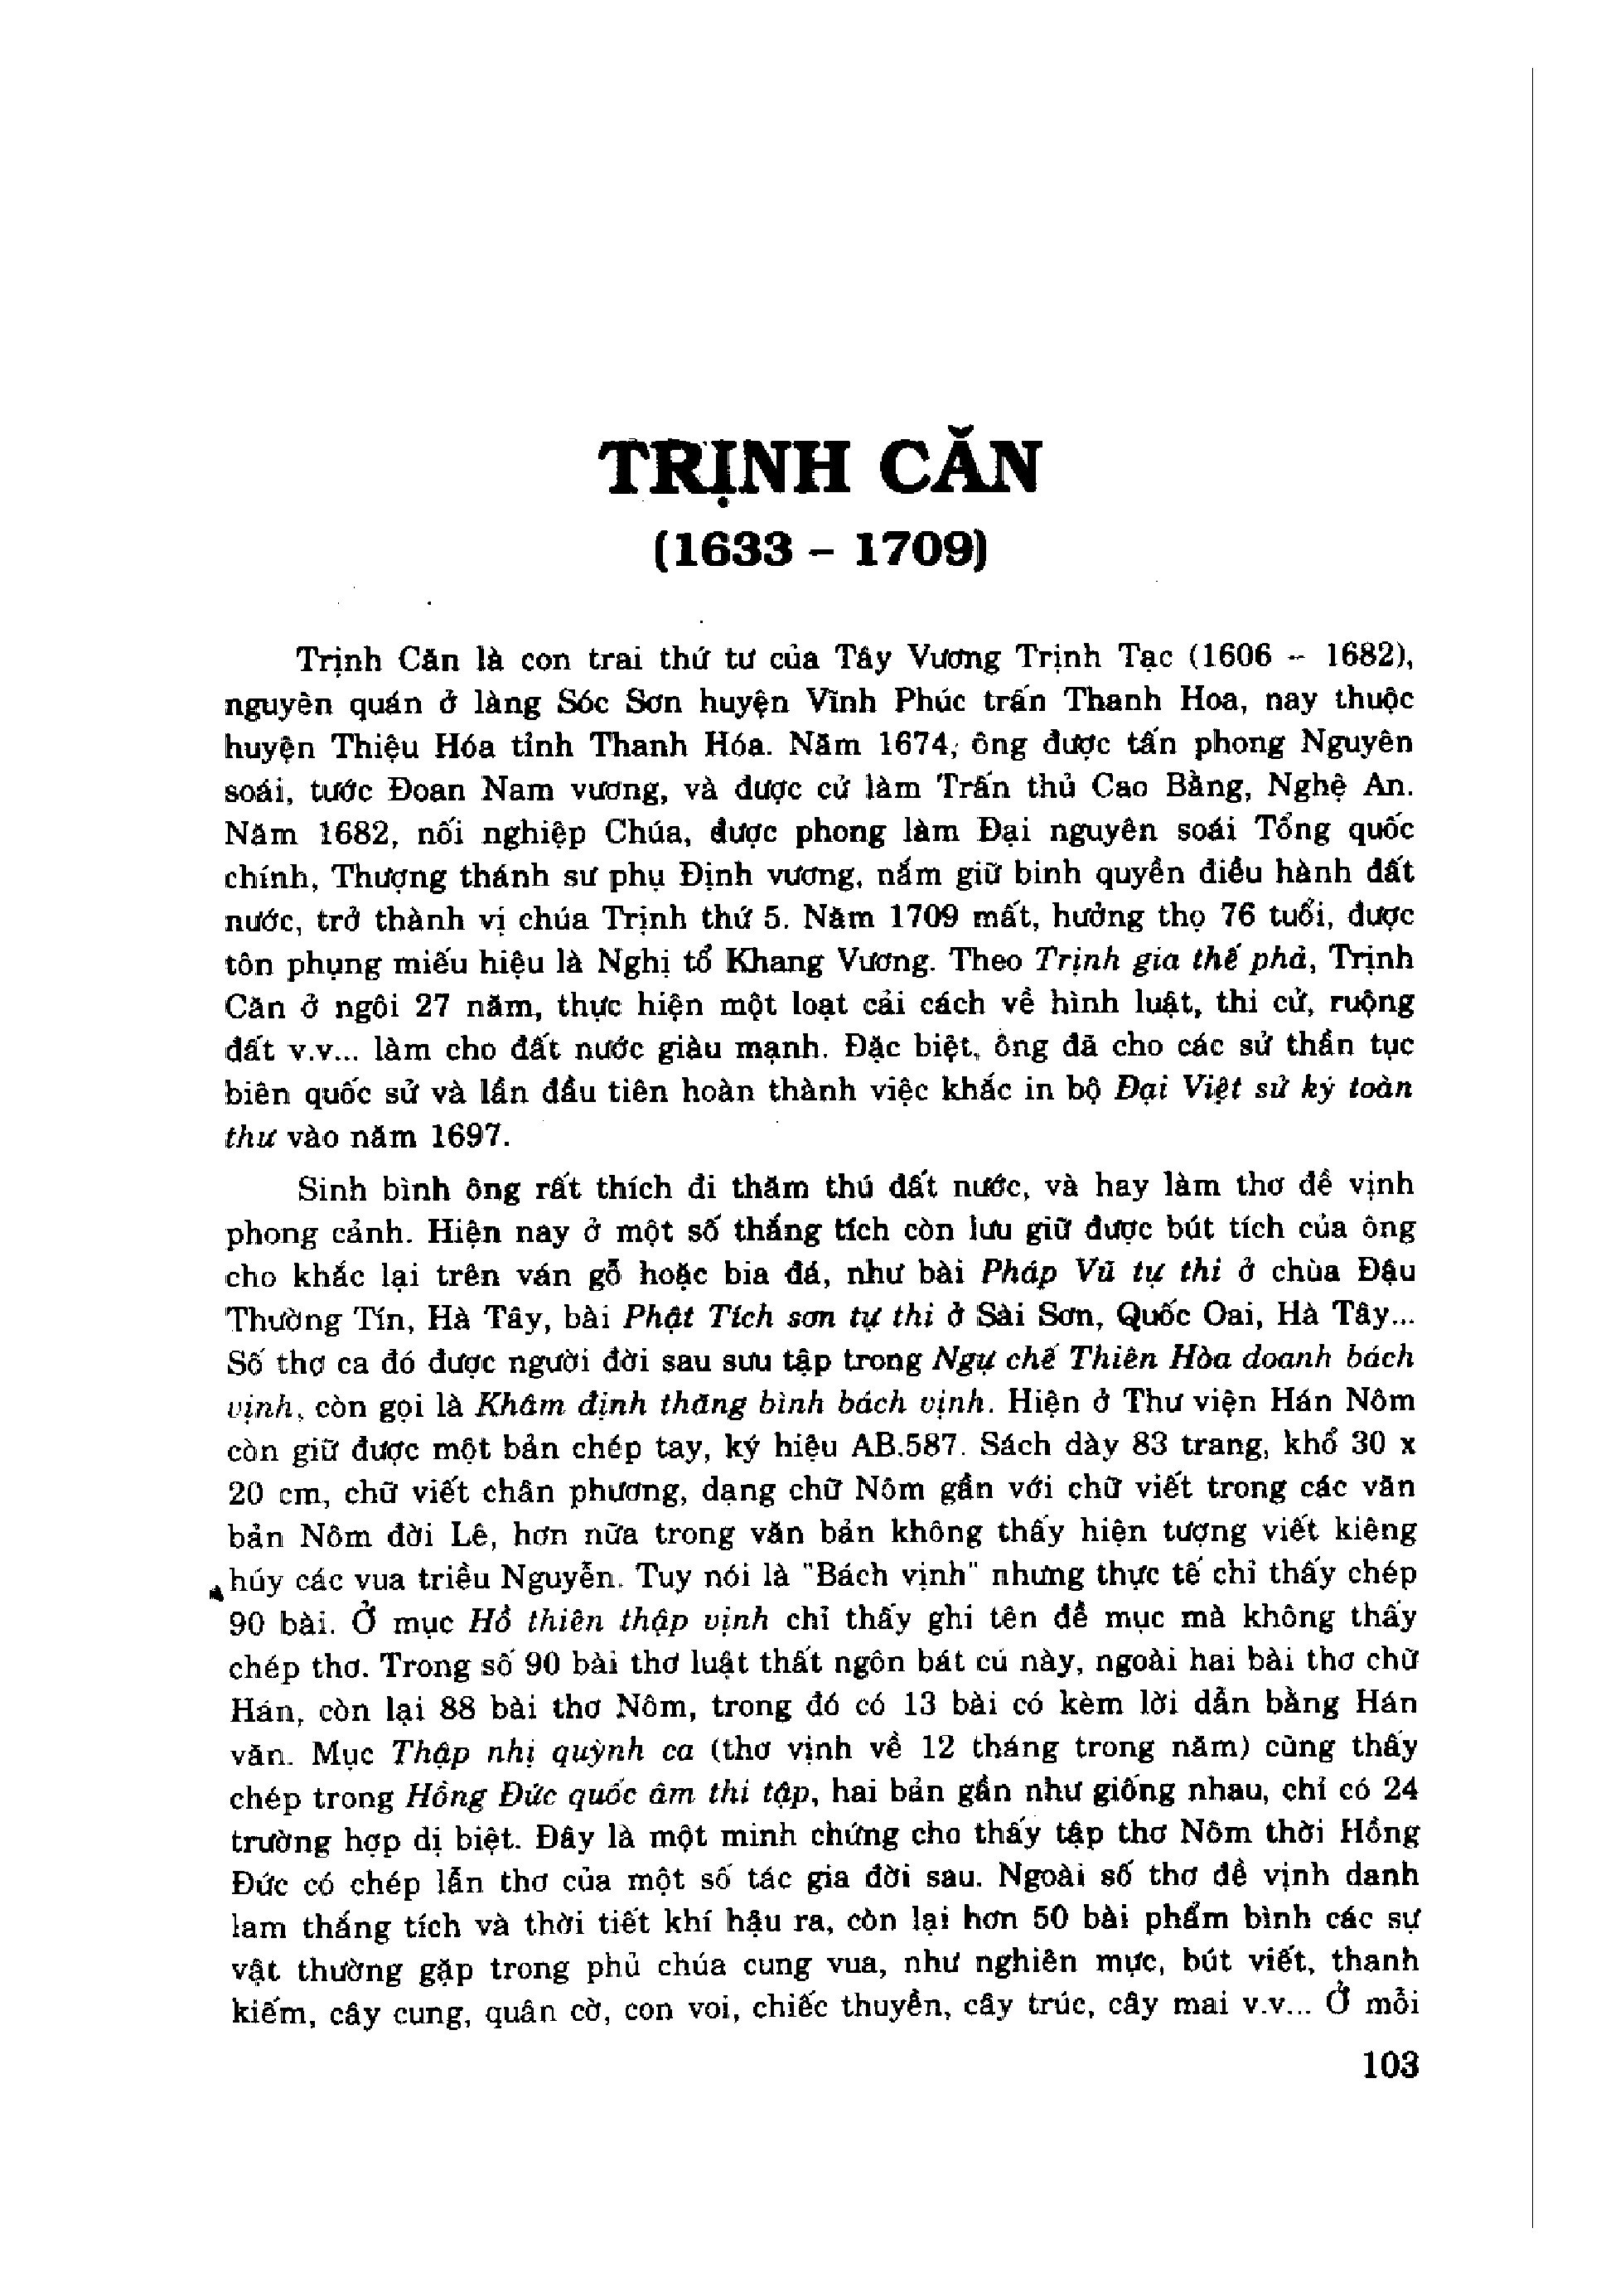 TRỊNH CĂN
(1633 – 1709)
Trịnh Căn là con trai thứ tư của Tây Vương Trịnh Tạc (1606 – 1682),
nguyên quán ở làng Sóc Sơn huyện Vĩnh Phúc trấn Thanh Hoa, nay thuộc
huyện Thiệu Hóa tỉnh Thanh Hóa. Năm 1674, ông được tấn phong Nguyên
soái, tước Đoan Nam vương, và được cử làm Trấn thủ Cao Bằng, Nghệ An.
Năm 1682, nối nghiệp Chúa, được phong làm Đại nguyên soái Tổng quốc
chính, Thượng thánh sư phụ Định vương, nắm giữ binh quyền điều hành đất
nước, trở thành vị chúa Trịnh thứ 5. Năm 1709 mất, hưởng thọ 76 tuổi, được
tôn phụng miếu hiệu là Nghị tổ Khang Vương. Theo Trịnh gia thế phả, Trịnh
Căn ở ngôi 27 năm, thực hiện một loạt cải cách về hình luật, thi cử, ruộng
đất v.v... làm cho đất nước giàu mạnh. Đặc biệt, ông đã cho các sử thần tục
biên quốc sử và lần đầu tiên hoàn thành việc khắc in bộ Đại Việt sử ký toàn
thư vào năm 1697.
Sinh bình ông rất thích đi thăm thú đất nước, và hay làm thơ đề vịnh
phong cảnh. Hiện nay ở một số thắng tích còn lưu giữ được bút tích của ông
cho khắc lại trên ván gỗ hoặc bia đá, như bài Pháp Vũ tự thi ở chùa Đậu
Thường Tín, Hà Tây, bài Phật Tích sơn tự thi ở Sài Sơn, Quốc Oai, Hà Tây...
Số thơ ca đó được người đời sau sưu tập trong Ngự chế Thiên Hòa doanh bách
vịnh, còn gọi là Khâm định thăng bình bách vịnh. Hiện ở Thư viện Hán Nôm
còn giữ được một bản chép tay, ký hiệu AB.587. Sách dày 83 trang, khổ 30 x
20 cm, chữ viết chân phương, dạng chữ Nôm gần với chữ viết trong các văn
bản Nôm đời Lê, hơn nữa trong văn bản không thấy hiện tượng viết kiêng
húy các vua triều Nguyễn. Tuy nói là "Bách vịnh" nhưng thực tế chỉ thấy chép
90 bài. Ở mục Hồ thiên thập vịnh chỉ thấy ghi tên đề mục mà không thấy
chép thơ. Trong số 90 bài thơ luật thất ngôn bát cú này, ngoài hai bài thơ chữ
Hán, còn lại 88 bài thơ Nôm, trong đó có 13 bài có kèm lời dẫn bằng Hán
văn. Mục Thập nhị quỳnh ca (thơ vịnh về 12 tháng trong năm) cũng thấy
chép trong Hồng Đức quốc âm thi tập, hai bản gần như giống nhau, chỉ có 24
trường hợp dị biệt. Đây là một minh chứng cho thấy tập thơ Nôm thời Hồng
Đức có chép lẫn thơ của một số tác gia đời sau. Ngoài số thơ đề vịnh danh
lam thắng tích và thời tiết khí hậu ra, còn lại hơn 50 bài phẩm bình các sự
vật thường gặp trong phủ chúa cung vua, như nghiên mực, bút viết, thanh
kiếm, cây cung, quân cờ, con voi, chiếc thuyền, cây trúc, cây mai v.v... Ở mỗi
103